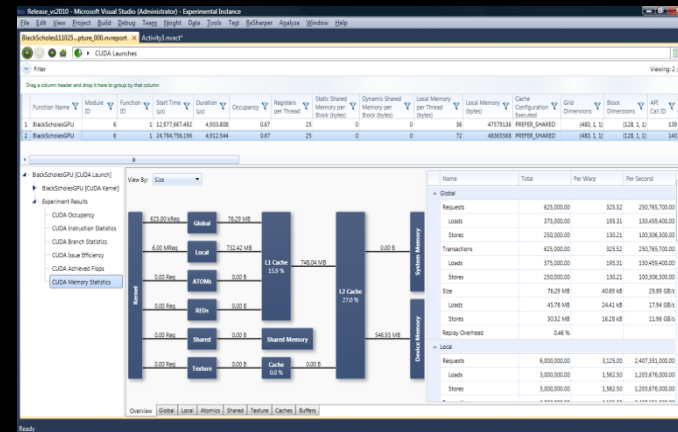 Release_vs2010 - Microsoft Visual Studio (Administrator) - Experimental Instance
File Edit View Project Build Debug Team Nsight Data Tools Test ReSharper Analyze Window Help
BlackScholes111025...pture_000.nvreport X Activity3.nvact*
CUDA Launches
Filter
Viewing: 2 /
Drag a column header and drop it here to group by that column
Function Name Module ID Function ID Start Time (µs) Duration (µs) Occupancy Registers per Thread Static Shared Memory per Block (bytes) Dynamic Shared Memory per Block (bytes) Local Memory per Thread (bytes) Local Memory (bytes) Cache Configuration Executed Grid Dimensions Block Dimensions API Call ID
1 BlackScholesGPU 6 1 12,977,667.492 4,903.808 0.67 25 0 0 36 47579136 PREFER_SHARED {480, 1, 1} {128, 1, 1} 139
2 BlackScholesGPU 6 1 24,784,756.196 4,912.544 0.67 25 0 0 72 48365568 PREFER_SHARED {480, 1, 1} {128, 1, 1} 140
BlackScholesGPU [CUDA Launch]
BlackScholesGPU [CUDA Kernel]
Experiment Results
CUDA Occupancy
CUDA Instruction Statistics
CUDA Branch Statistics
CUDA Issue Efficiency
CUDA Achieved Flops
CUDA Memory Statistics
View By: Size
Kernel
625.00 kReq Global 76.29 MB
6.00 MReq Local 732.42 MB
0.00 Req ATOMs 0.00 B
REDs
0.00 Req Shared 0.00 B Shared Memory
0.00 Req Texture 0.00 B Cache 0.0 % 0.00 B
L1 Cache
15.9 %
748.04 MB
L2 Cache
27.0 %
0.00 B
System Memory
546.93 MB
Device Memory
Overview Global Local Atomics Shared Texture Caches Buffers
Name Total Per Warp Per Second
Global
Requests 625,000.00 325.52 250,765,700.00
Loads 375,000.00 195.31 150,459,400.00
Stores 250,000.00 130.21 100,306,300.00
Transactions 625,000.00 325.52 250,765,700.00
Loads 375,000.00 195.31 150,459,400.00
Stores 250,000.00 130.21 100,306,300.00
Size 76.29 MB 40.69 kB 29.89 GB/s
Loads 45.78 MB 24.41 kB 17.94 GB/s
Stores 30.52 MB 16.28 kB 11.96 GB/s
Replay Overhead 0.46 %
Local
Requests 6,000,000.00 3,125.00 2,407,351,000.00
Loads 3,000,000.00 1,562.50 1,203,676,000.00
Stores 3,000,000.00 1,562.50 1,203,676,000.00
Ready